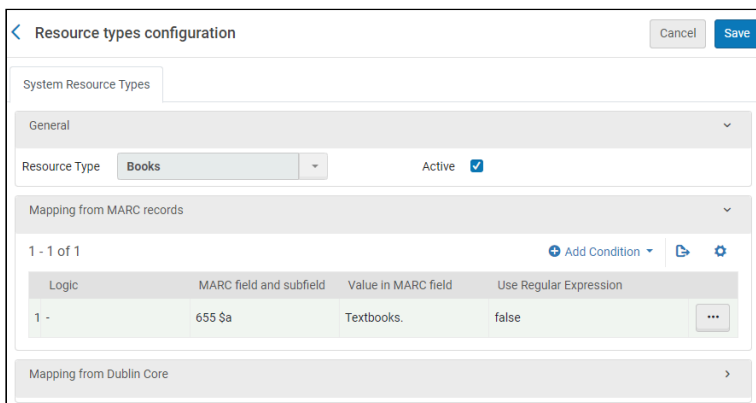 Resource types configuration Cancel Save
System Resource Types
General
Resource Type Books Active
Mapping from MARC records
1 - 1 of 1 Add Condition
Logic MARC field and subfield Value in MARC field Use Regular Expression
1 - 655 $a Textbooks. false
Mapping from Dublin Core